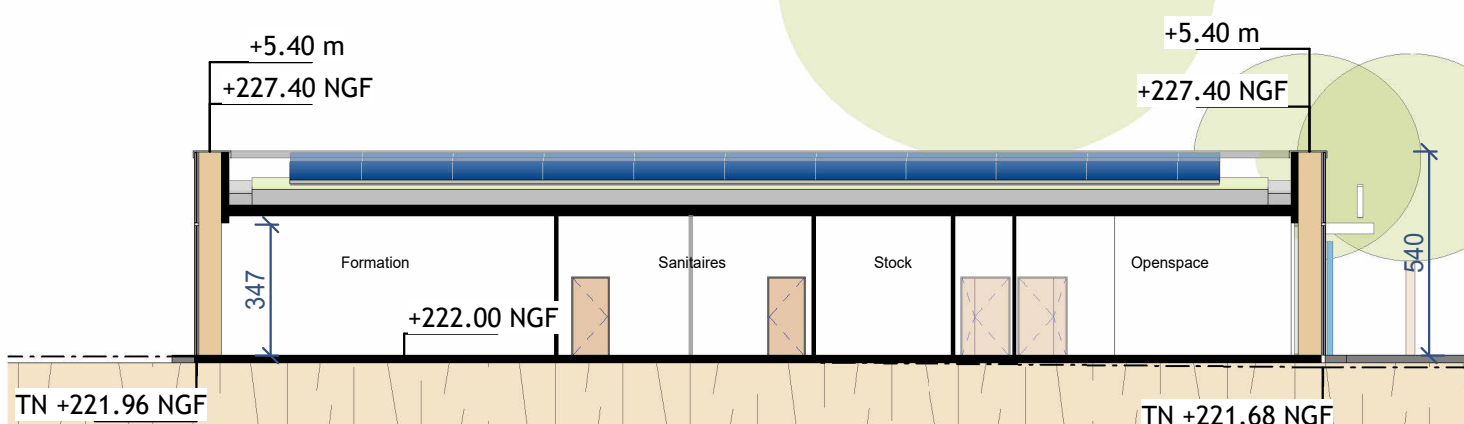 +5.40 m
+5.40 m
+227.40 NGF
+227.40 NGF
Formation
Sanitaires
Stock
Openspace
347
540
+222.00 NGF
TN +221.96 NGF
TN +221.68 NGF